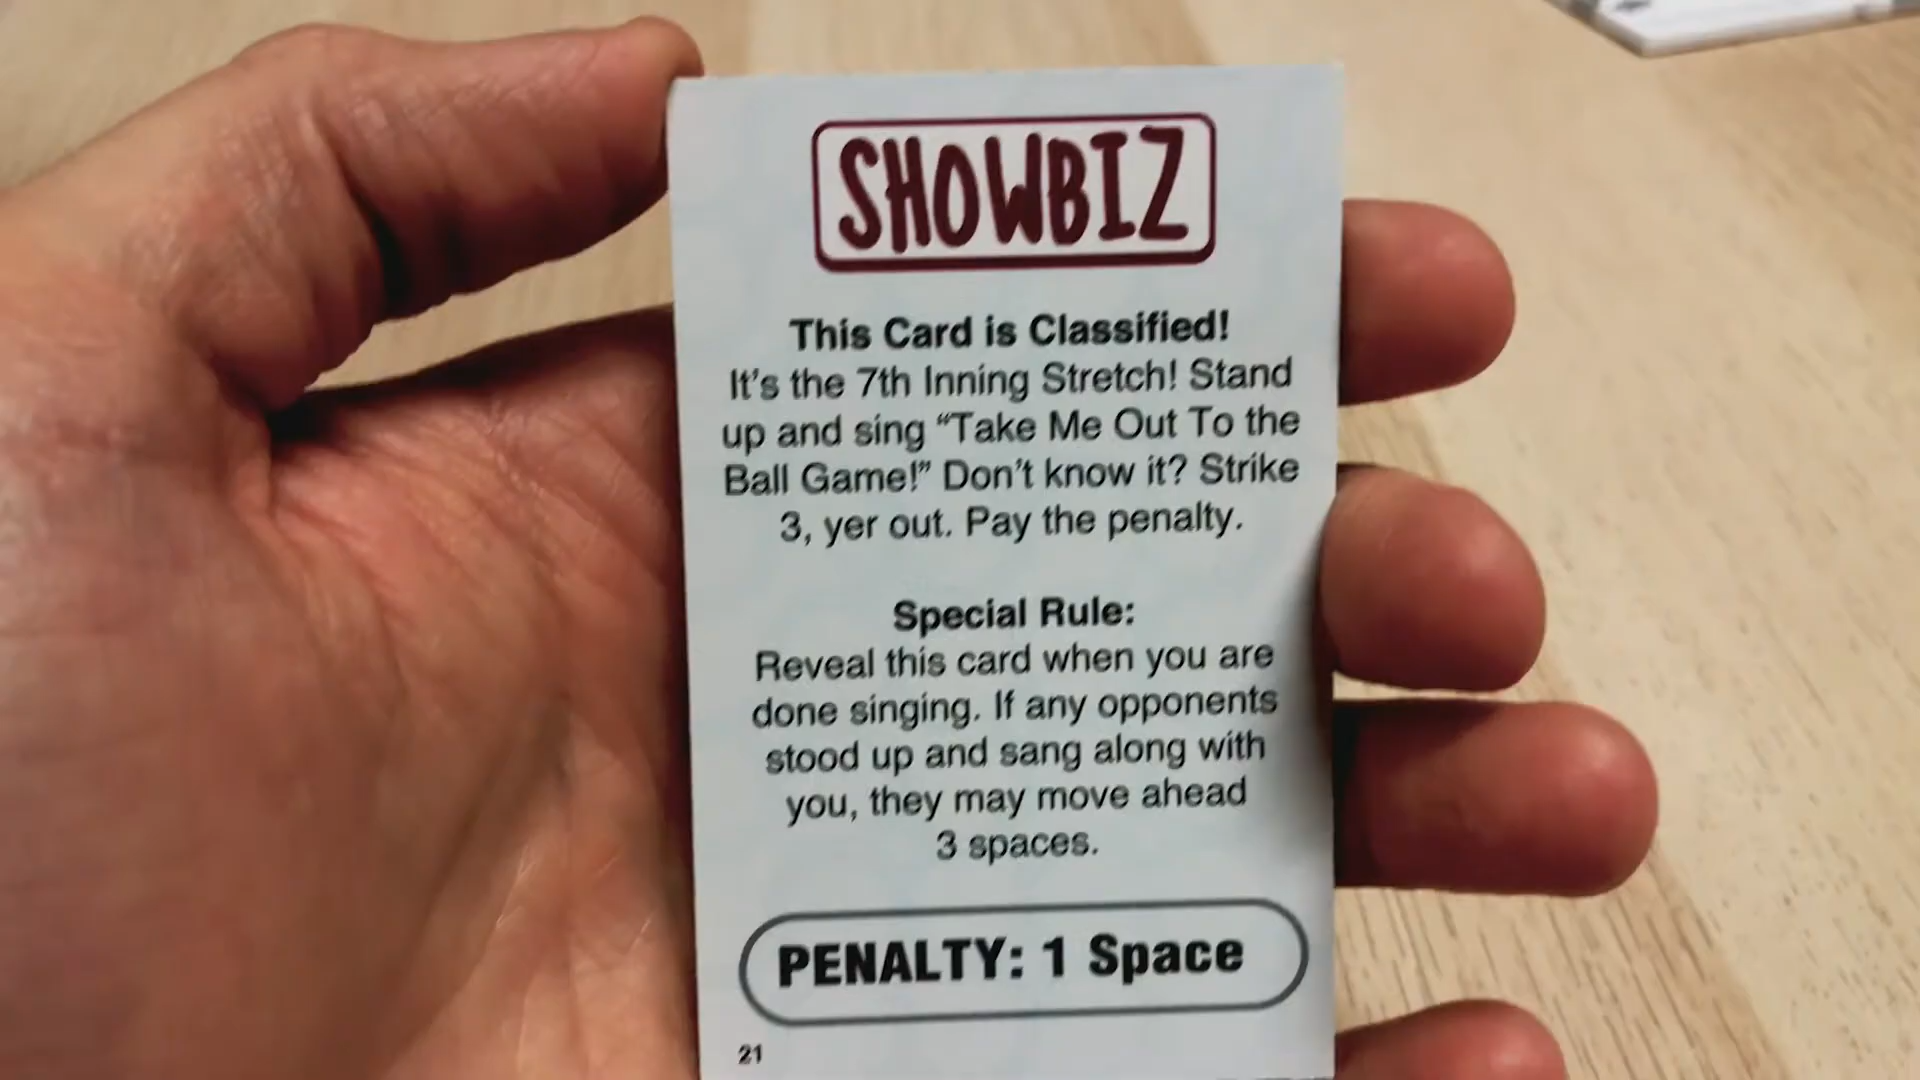 SHOWBIZ
This Card is Classified!
It's the 7th Inning Stretch! Stand
up and sing “Take Me Out To the
Ball Game!” Don't know it? Strike
3, yer out. Pay the penalty.
Special Rule:
Reveal this card when you are
done singing. If any opponents
stood up and sang along with
you, they may move ahead
3 spaces.
PENALTY: 1 Space
21